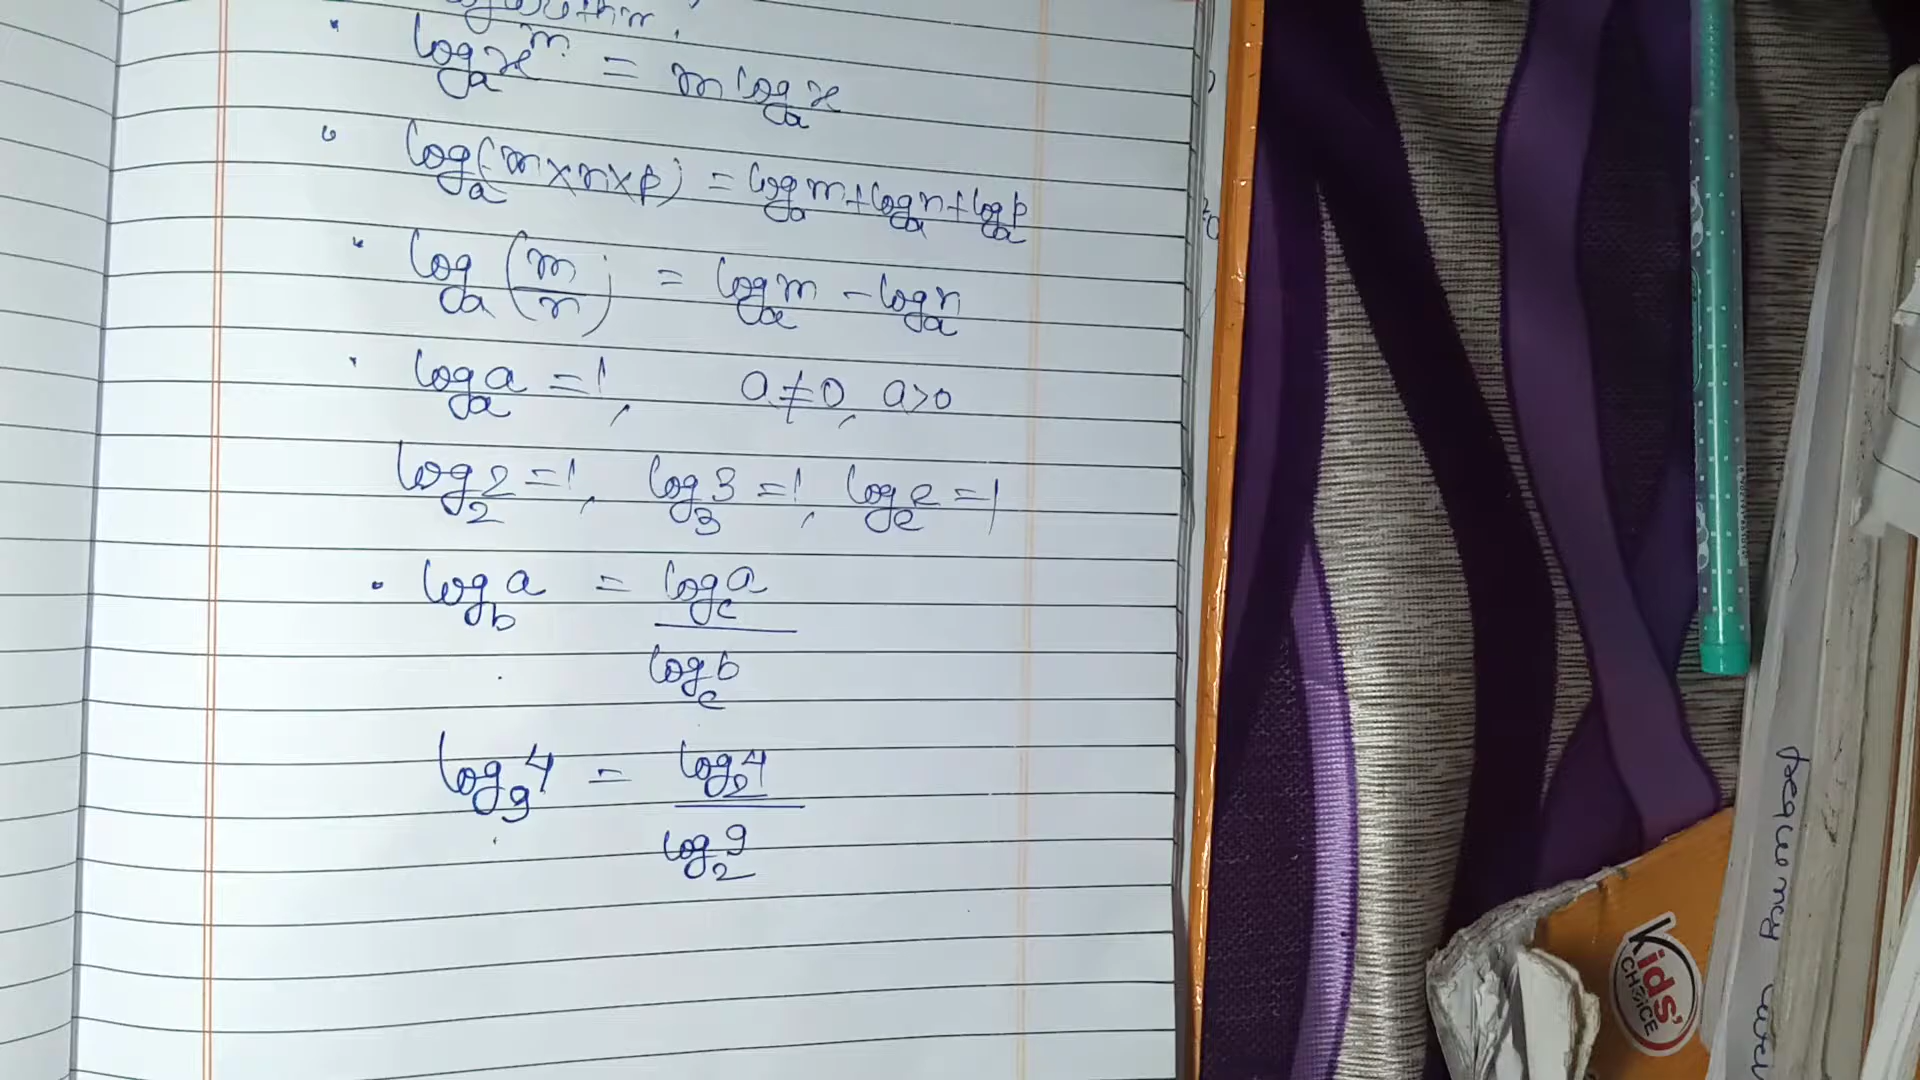 • logₐxᵐ = m logₐx
• logₐ(m×n×p) = logₐm + logₐn + logₐp
• logₐ(m/n) = logₐm - logₐn
• logₐa = 1, a ≠ 0, a > 0
log₂2 = 1, log₃3 = 1, logₑe = 1
• log_b a = log_c a / log_c b
log₉4 = log₂4 / log₂9
Kids'
CHOICE